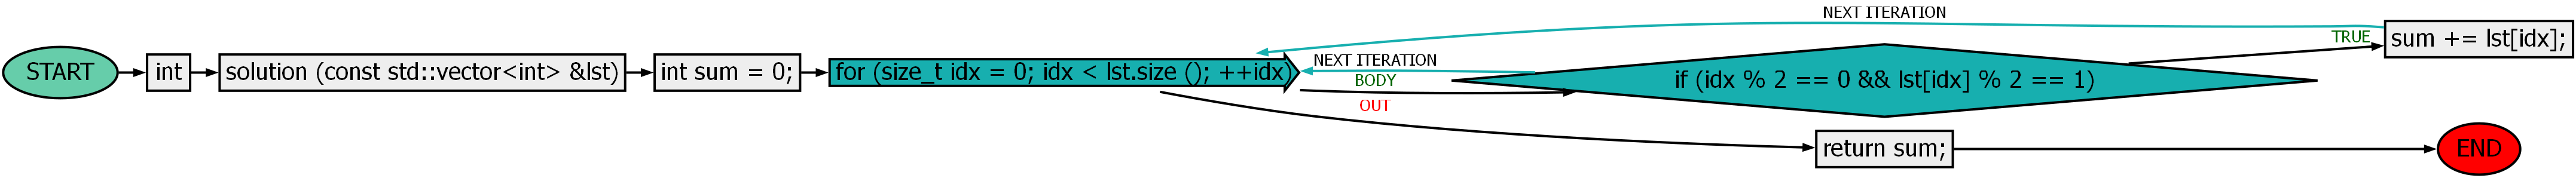 START
int
solution (const std::vector<int> &lst)
int sum = 0;
for (size_t idx = 0; idx < lst.size (); ++idx)
NEXT ITERATION
BODY
OUT
if (idx % 2 == 0 && lst[idx] % 2 == 1)
NEXT ITERATION
TRUE
sum += lst[idx];
return sum;
END